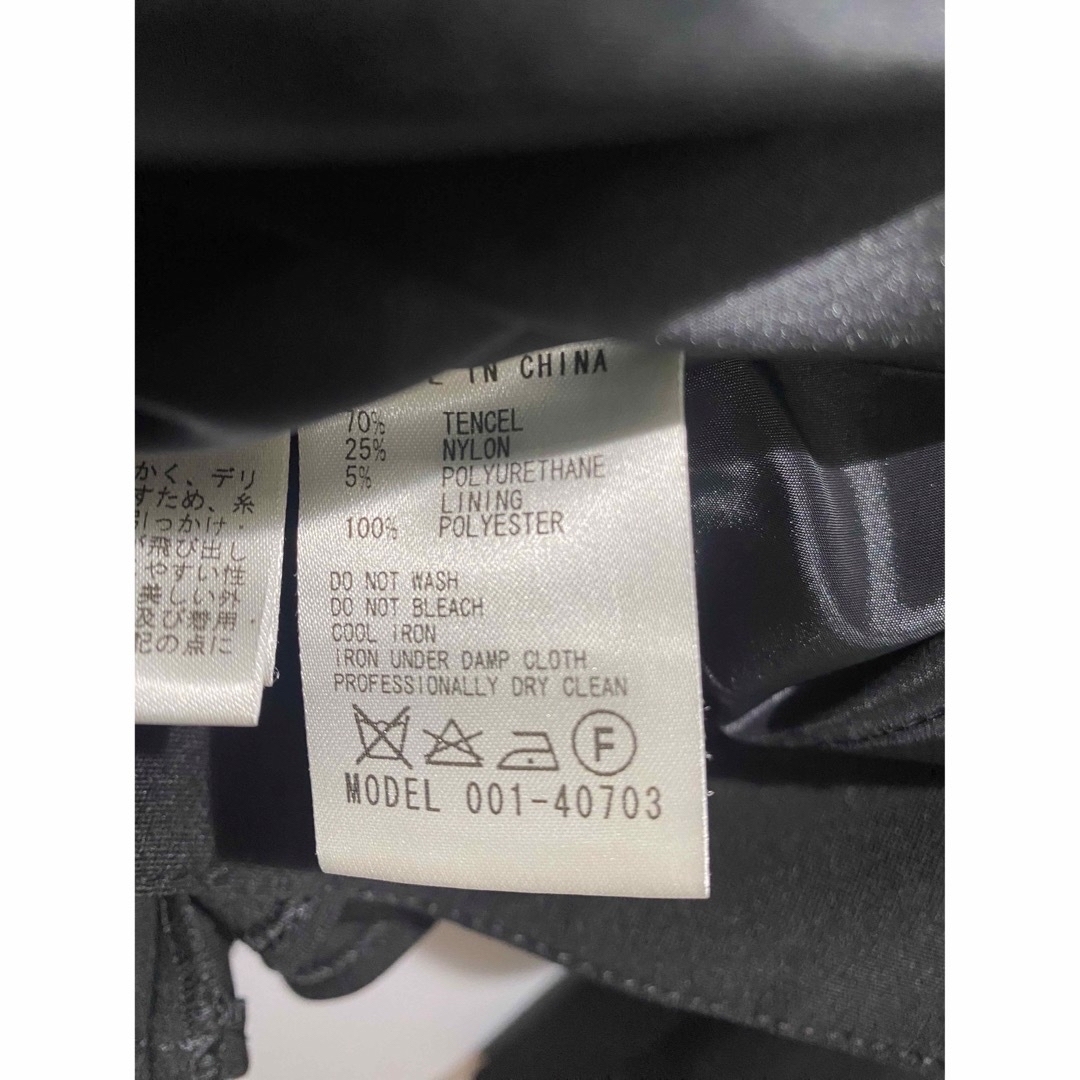 IN CHINA
70% TENCEL
25% NYLON
5% POLYURETHANE
LINING
100% POLYESTER
DO NOT WASH
DO NOT BLEACH
COOL IRON
IRON UNDER DAMP CLOTH
PROFESSIONALLY DRY CLEAN
F
MODEL 001-40703
かく、デリ
すため、糸
引っかけ・
が飛び出し
やすい性
美しい外
及び着用・
記の点に